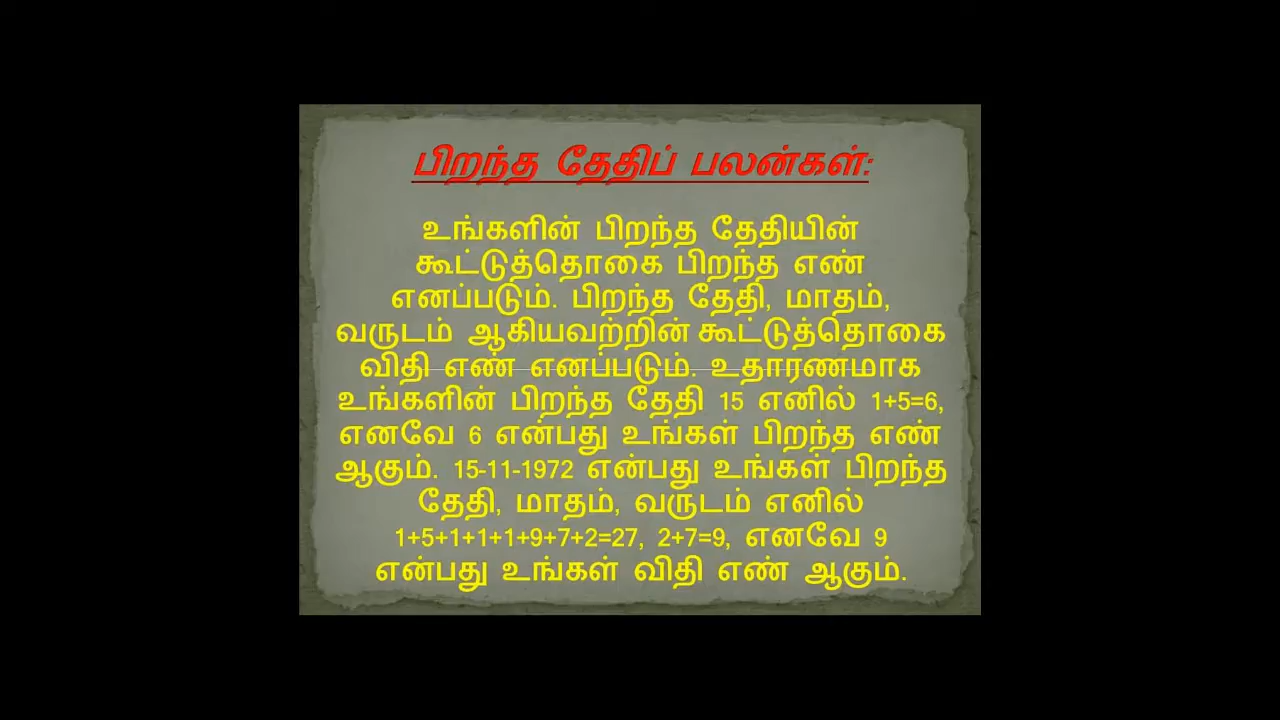 பிறந்த தேதிப் பலன்கள்:
உங்களின் பிறந்த தேதியின்
கூட்டுத்தொகை பிறந்த எண்
எனப்படும். பிறந்த தேதி, மாதம்,
வருடம் ஆகியவற்றின் கூட்டுத்தொகை
விதி எண் எனப்படும். உதாரணமாக
உங்களின் பிறந்த தேதி 15 எனில் 1+5=6,
எனவே 6 என்பது உங்கள் பிறந்த எண்
ஆகும். 15-11-1972 என்பது உங்கள் பிறந்த
தேதி, மாதம், வருடம் எனில்
1+5+1+1+1+9+7+2=27, 2+7=9, எனவே 9
என்பது உங்கள் விதி எண் ஆகும்.